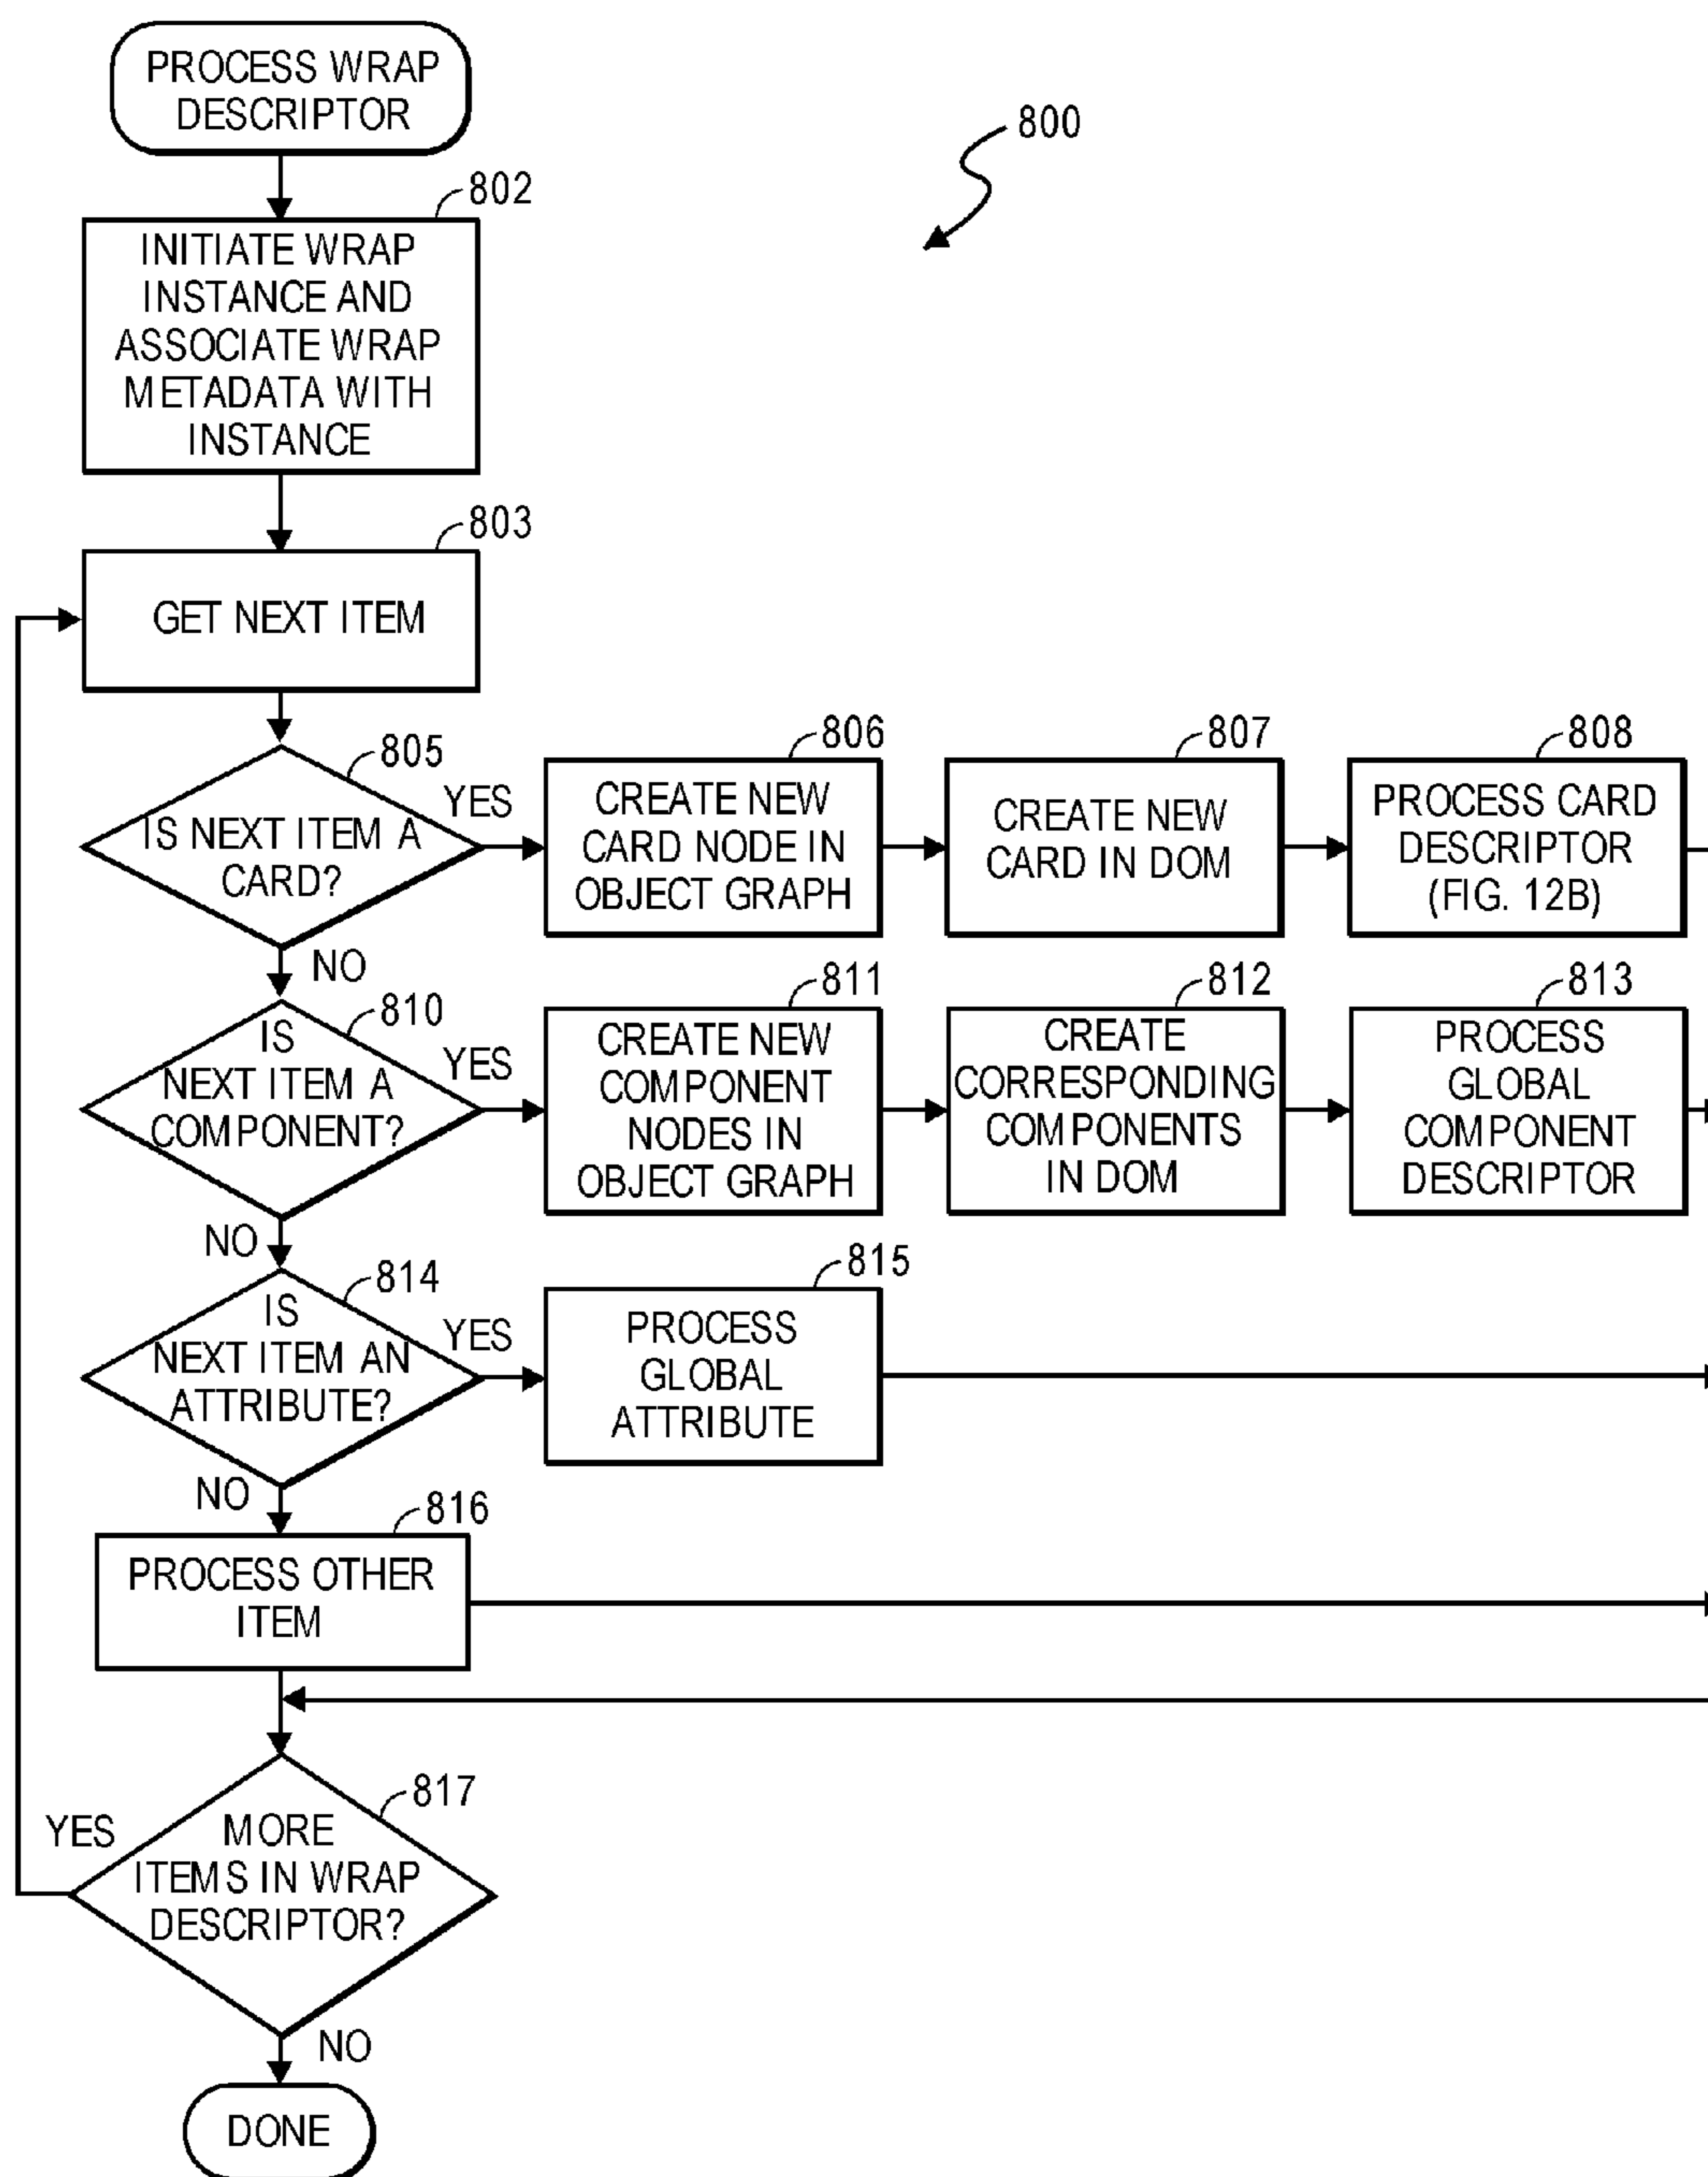 PROCESS WRAP
DESCRIPTOR
800
802
INITIATE WRAP
INSTANCE AND
ASSOCIATE WRAP
METADATA WITH
INSTANCE
803
GET NEXT ITEM
805
IS NEXT ITEM A
CARD?
YES
806
CREATE NEW
CARD NODE IN
OBJECT GRAPH
807
CREATE NEW
CARD IN DOM
808
PROCESS CARD
DESCRIPTOR
(FIG. 12B)
NO
810
IS
NEXT ITEM A
COMPONENT?
YES
811
CREATE NEW
COMPONENT
NODES IN
OBJECT GRAPH
812
CREATE
CORRESPONDING
COMPONENTS
IN DOM
813
PROCESS
GLOBAL
COMPONENT
DESCRIPTOR
NO
814
IS
NEXT ITEM AN
ATTRIBUTE?
YES
815
PROCESS
GLOBAL
ATTRIBUTE
NO
816
PROCESS OTHER
ITEM
817
MORE
ITEMS IN WRAP
DESCRIPTOR?
YES
NO
DONE